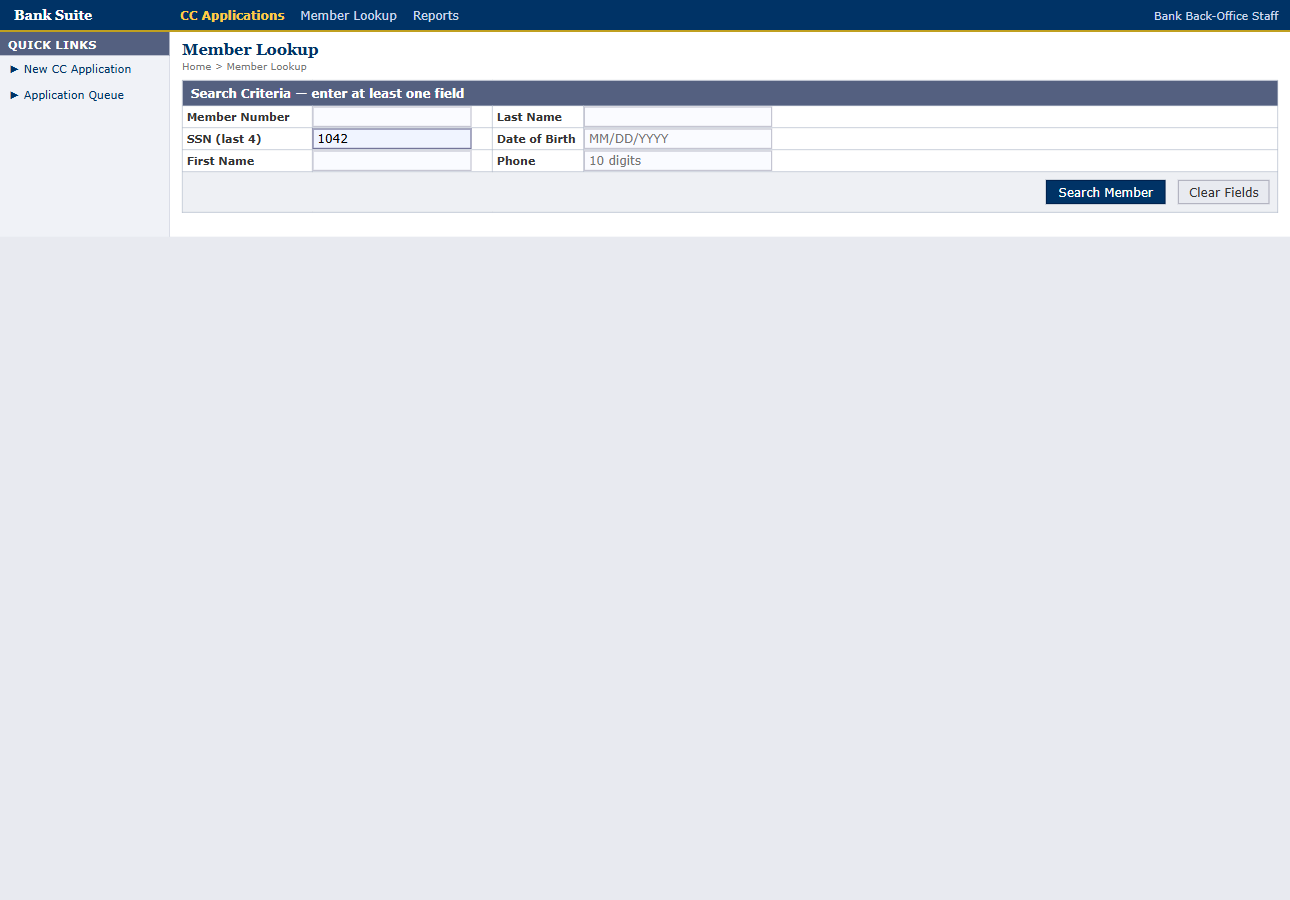 Bank Suite CC Applications Member Lookup Reports Bank Back-Office Staff
QUICK LINKS
► New CC Application
► Application Queue
Member Lookup
Home > Member Lookup
Search Criteria — enter at least one field
Member Number Last Name
SSN (last 4) 1042 Date of Birth MM/DD/YYYY
First Name Phone 10 digits
Search Member Clear Fields